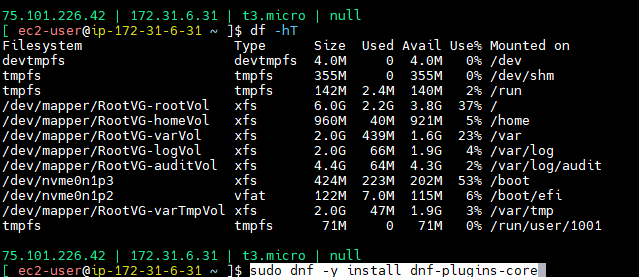 75.101.226.42 | 172.31.6.31 | t3.micro | null
[ ec2-user@ip-172-31-6-31 ~ ]$ df -hT
Filesystem Type Size Used Avail Use% Mounted on
devtmpfs devtmpfs 4.0M 0 4.0M 0% /dev
tmpfs tmpfs 355M 0 355M 0% /dev/shm
tmpfs tmpfs 142M 2.4M 140M 2% /run
/dev/mapper/RootVG-rootVol xfs 6.0G 2.2G 3.8G 37% /
/dev/mapper/RootVG-homeVol xfs 960M 40M 921M 5% /home
/dev/mapper/RootVG-varVol xfs 2.0G 439M 1.6G 23% /var
/dev/mapper/RootVG-logVol xfs 2.0G 66M 1.9G 4% /var/log
/dev/mapper/RootVG-auditVol xfs 4.4G 64M 4.3G 2% /var/log/audit
/dev/nvme0n1p3 xfs 424M 223M 202M 53% /boot
/dev/nvme0n1p2 vfat 122M 7.0M 115M 6% /boot/efi
/dev/mapper/RootVG-varTmpVol xfs 2.0G 47M 1.9G 3% /var/tmp
tmpfs tmpfs 71M 0 71M 0% /run/user/1001
75.101.226.42 | 172.31.6.31 | t3.micro | null
[ ec2-user@ip-172-31-6-31 ~ ]$ sudo dnf -y install dnf-plugins-core